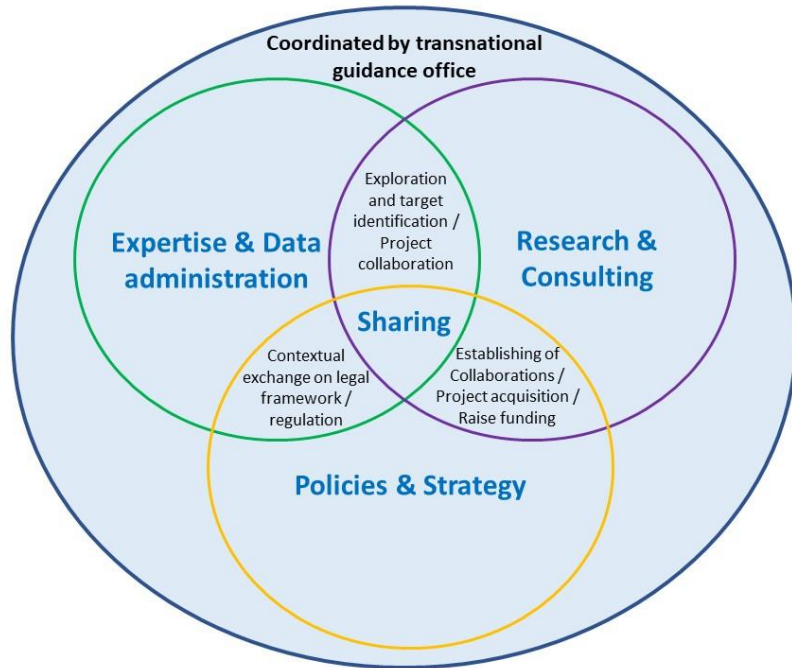 Coordinated by transnational
guidance office
Exploration
and target
identification /
Project
collaboration
Expertise & Data
administration
Research &
Consulting
Sharing
Contextual
exchange on legal
framework /
regulation
Establishing of
Collaborations /
Project acquisition /
Raise funding
Policies & Strategy